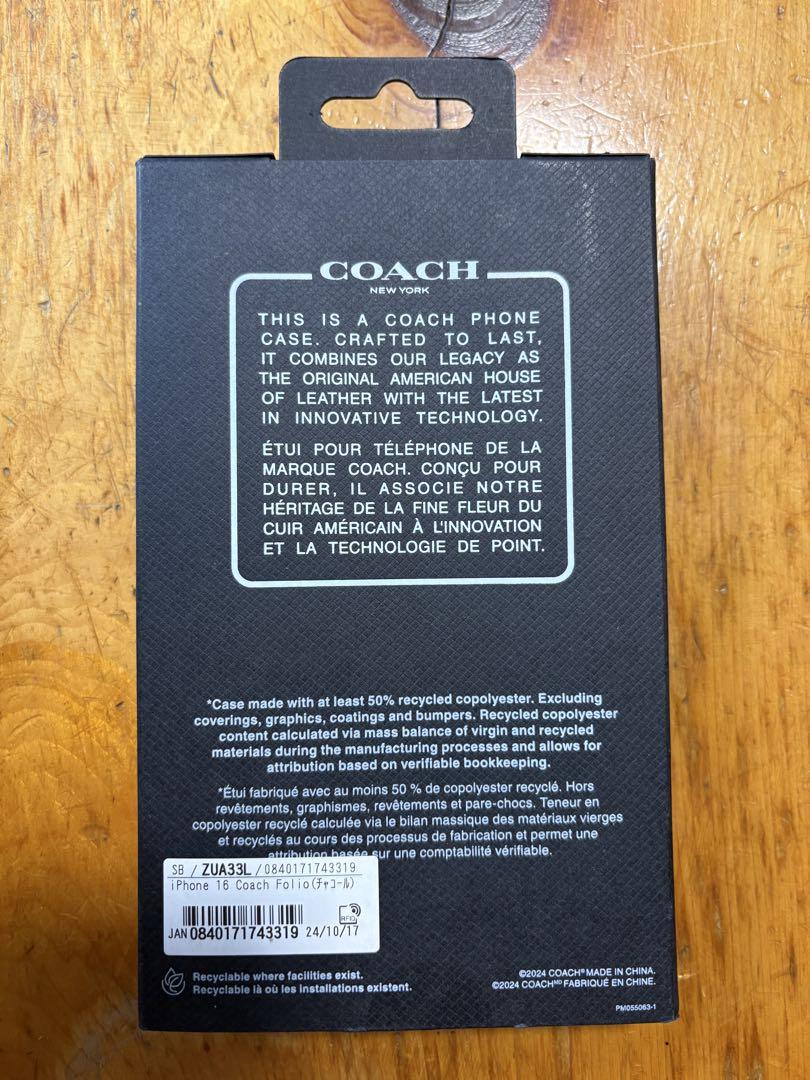 COACH
NEW YORK
THIS IS A COACH PHONE
CASE. CRAFTED TO LAST,
IT COMBINES OUR LEGACY AS
THE ORIGINAL AMERICAN HOUSE
OF LEATHER WITH THE LATEST
IN INNOVATIVE TECHNOLOGY.
ÉTUI POUR TÉLÉPHONE DE LA
MARQUE COACH. CONÇU POUR
DURER, IL ASSOCIE NOTRE
HÉRITAGE DE LA FINE FLEUR DU
CUIR AMÉRICAIN À L'INNOVATION
ET LA TECHNOLOGIE DE POINT.
*Case made with at least 50% recycled copolyester. Excluding
coverings, graphics, coatings and bumpers. Recycled copolyester
content calculated via mass balance of virgin and recycled
materials during the manufacturing processes and allows for
attribution based on verifiable bookkeeping.
*Étui fabriqué avec au moins 50 % de copolyester recyclé. Hors
revêtements, graphismes, revêtements et pare-chocs. Teneur en
copolyester recyclé calculée via le bilan massique des matériaux vierges
et recyclés au cours des processus de fabrication et permet une
attribution basée sur une comptabilité vérifiable.
SB / ZUA33L / 0840171743319
iPhone 16 Coach Folio(チャコール)
RFID
JAN 0840171743319 24/10/17
Recyclable where facilities exist.
Recyclable là où les installations existent.
©2024 COACH® MADE IN CHINA.
©2024 COACHᴹᴰ FABRIQUÉ EN CHINE.
PM055063-1